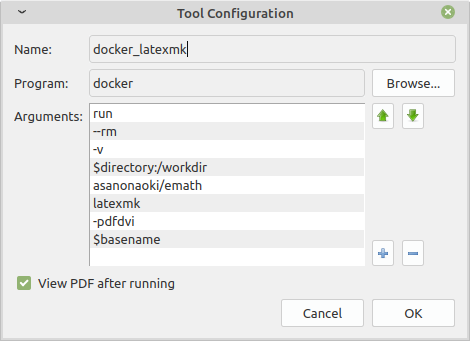 Tool Configuration
Name: docker_latexmk
Program: docker Browse...
Arguments: run
--rm
-v
$directory:/workdir
asanonaoki/emath
latexmk
-pdfdvi
$basename
View PDF after running
Cancel OK